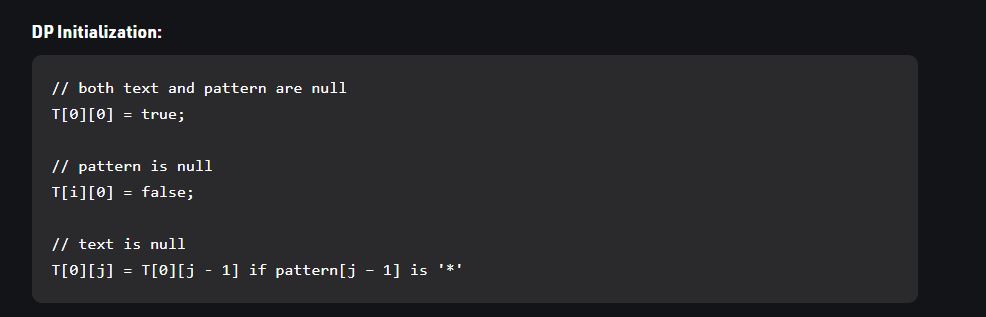 DP Initialization:
// both text and pattern are null
T[0][0] = true;
// pattern is null
T[i][0] = false;
// text is null
T[0][j] = T[0][j - 1] if pattern[j – 1] is '*'